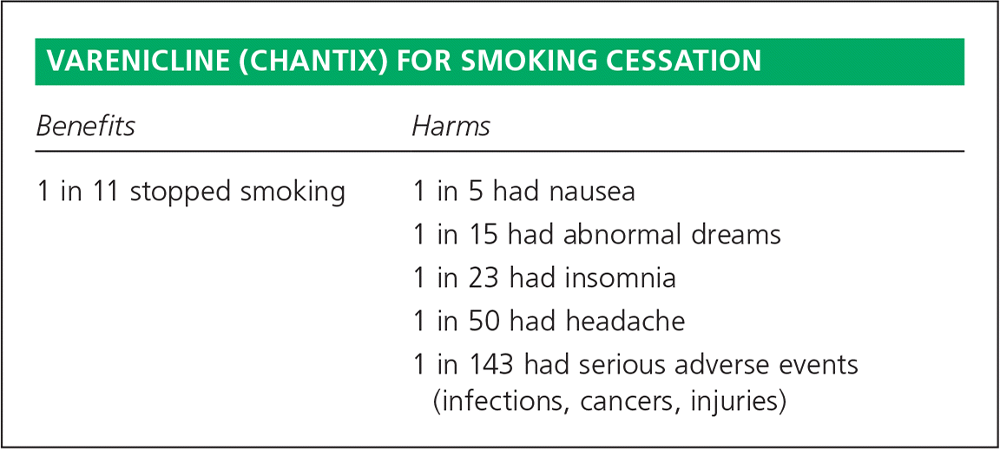 VARENICLINE (CHANTIX) FOR SMOKING CESSATION
Benefits
Harms
1 in 11 stopped smoking
1 in 5 had nausea
1 in 15 had abnormal dreams
1 in 23 had insomnia
1 in 50 had headache
1 in 143 had serious adverse events
(infections, cancers, injuries)